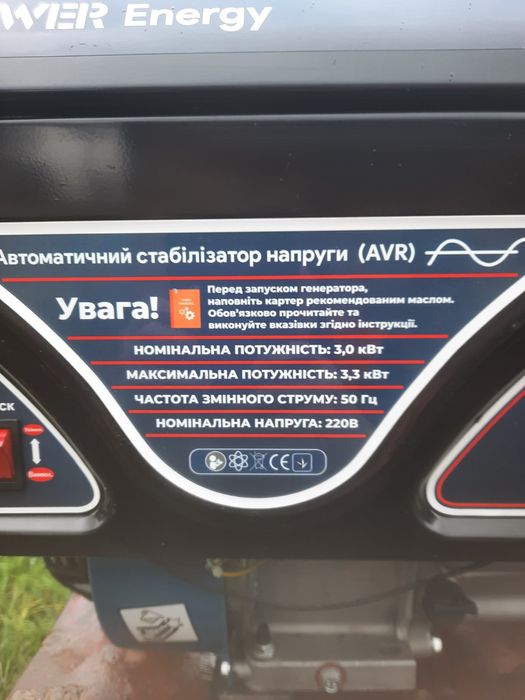 WER Energy
Автоматичний стабілізатор напруги (AVR)
Увага!
Перед запуском генератора,
наповніть картер рекомендованим маслом.
Обов'язково прочитайте та
виконуйте вказівки згідно інструкції.
НОМІНАЛЬНА ПОТУЖНІСТЬ: 3,0 кВт
МАКСИМАЛЬНА ПОТУЖНІСТЬ: 3,3 кВт
ЧАСТОТА ЗМІННОГО СТРУМУ: 50 Гц
НОМІНАЛЬНА НАПРУГА: 220В
СК
CE